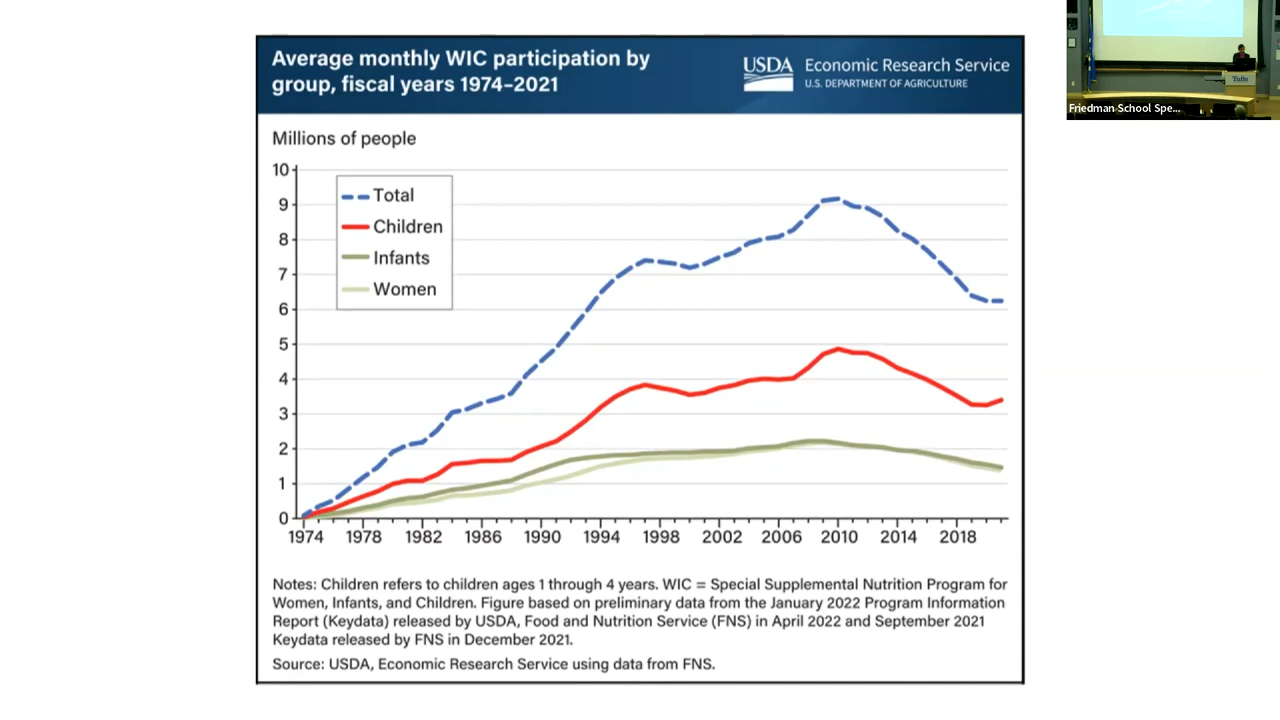 Average monthly WIC participation by
group, fiscal years 1974–2021
USDA
Economic Research Service
U.S. DEPARTMENT OF AGRICULTURE
Millions of people
10
9
8
7
6
5
4
3
2
1
0
Total
Children
Infants
Women
1974 1978 1982 1986 1990 1994 1998 2002 2006 2010 2014 2018
Notes: Children refers to children ages 1 through 4 years. WIC = Special Supplemental Nutrition Program for
Women, Infants, and Children. Figure based on preliminary data from the January 2022 Program Information
Report (Keydata) released by USDA, Food and Nutrition Service (FNS) in April 2022 and September 2021
Keydata released by FNS in December 2021.
Source: USDA, Economic Research Service using data from FNS.
Tufts
Friedman School Spe...